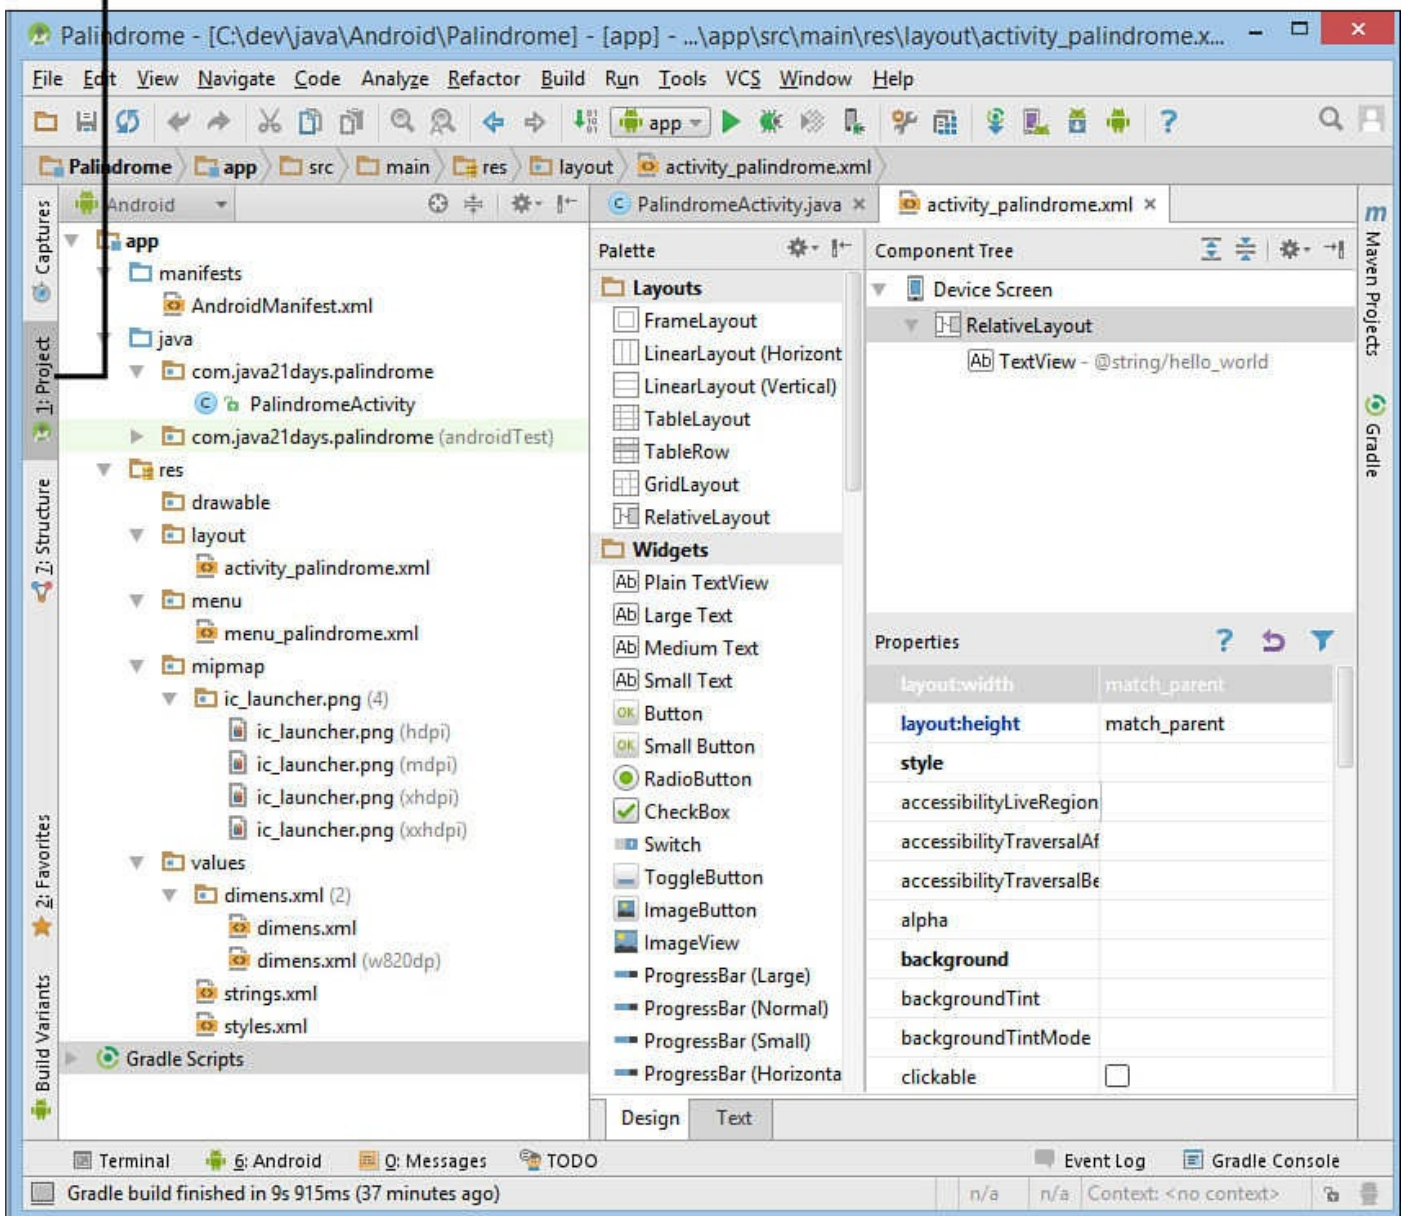 Palindrome - [C:\dev\java\Android\Palindrome] - [app] - ...\app\src\main\res\layout\activity_palindrome.x...
File Edit View Navigate Code Analyze Refactor Build Run Tools VCS Window Help
app
Palindrome app src main res layout activity_palindrome.xml
Captures
1: Project
7: Structure
2: Favorites
Build Variants
Android
app
manifests
AndroidManifest.xml
java
com.java21days.palindrome
PalindromeActivity
com.java21days.palindrome (androidTest)
res
drawable
layout
activity_palindrome.xml
menu
menu_palindrome.xml
mipmap
ic_launcher.png (4)
ic_launcher.png (hdpi)
ic_launcher.png (mdpi)
ic_launcher.png (xhdpi)
ic_launcher.png (xxhdpi)
values
dimens.xml (2)
dimens.xml
dimens.xml (w820dp)
strings.xml
styles.xml
Gradle Scripts
PalindromeActivity.java activity_palindrome.xml
Palette
Layouts
FrameLayout
LinearLayout (Horizont
LinearLayout (Vertical)
TableLayout
TableRow
GridLayout
RelativeLayout
Widgets
Ab Plain TextView
Ab Large Text
Ab Medium Text
Ab Small Text
OK Button
OK Small Button
RadioButton
CheckBox
Switch
ToggleButton
ImageButton
ImageView
ProgressBar (Large)
ProgressBar (Normal)
ProgressBar (Small)
ProgressBar (Horizonta
Design Text
Component Tree
Device Screen
RelativeLayout
Ab TextView - @string/hello_world
Properties
layout:width match_parent
layout:height match_parent
style
accessibilityLiveRegion
accessibilityTraversalAf
accessibilityTraversalBe
alpha
background
backgroundTint
backgroundTintMode
clickable
m Maven Projects
Gradle
Terminal 6: Android 0: Messages TODO Event Log Gradle Console
Gradle build finished in 9s 915ms (37 minutes ago) n/a n/a Context: <no context>